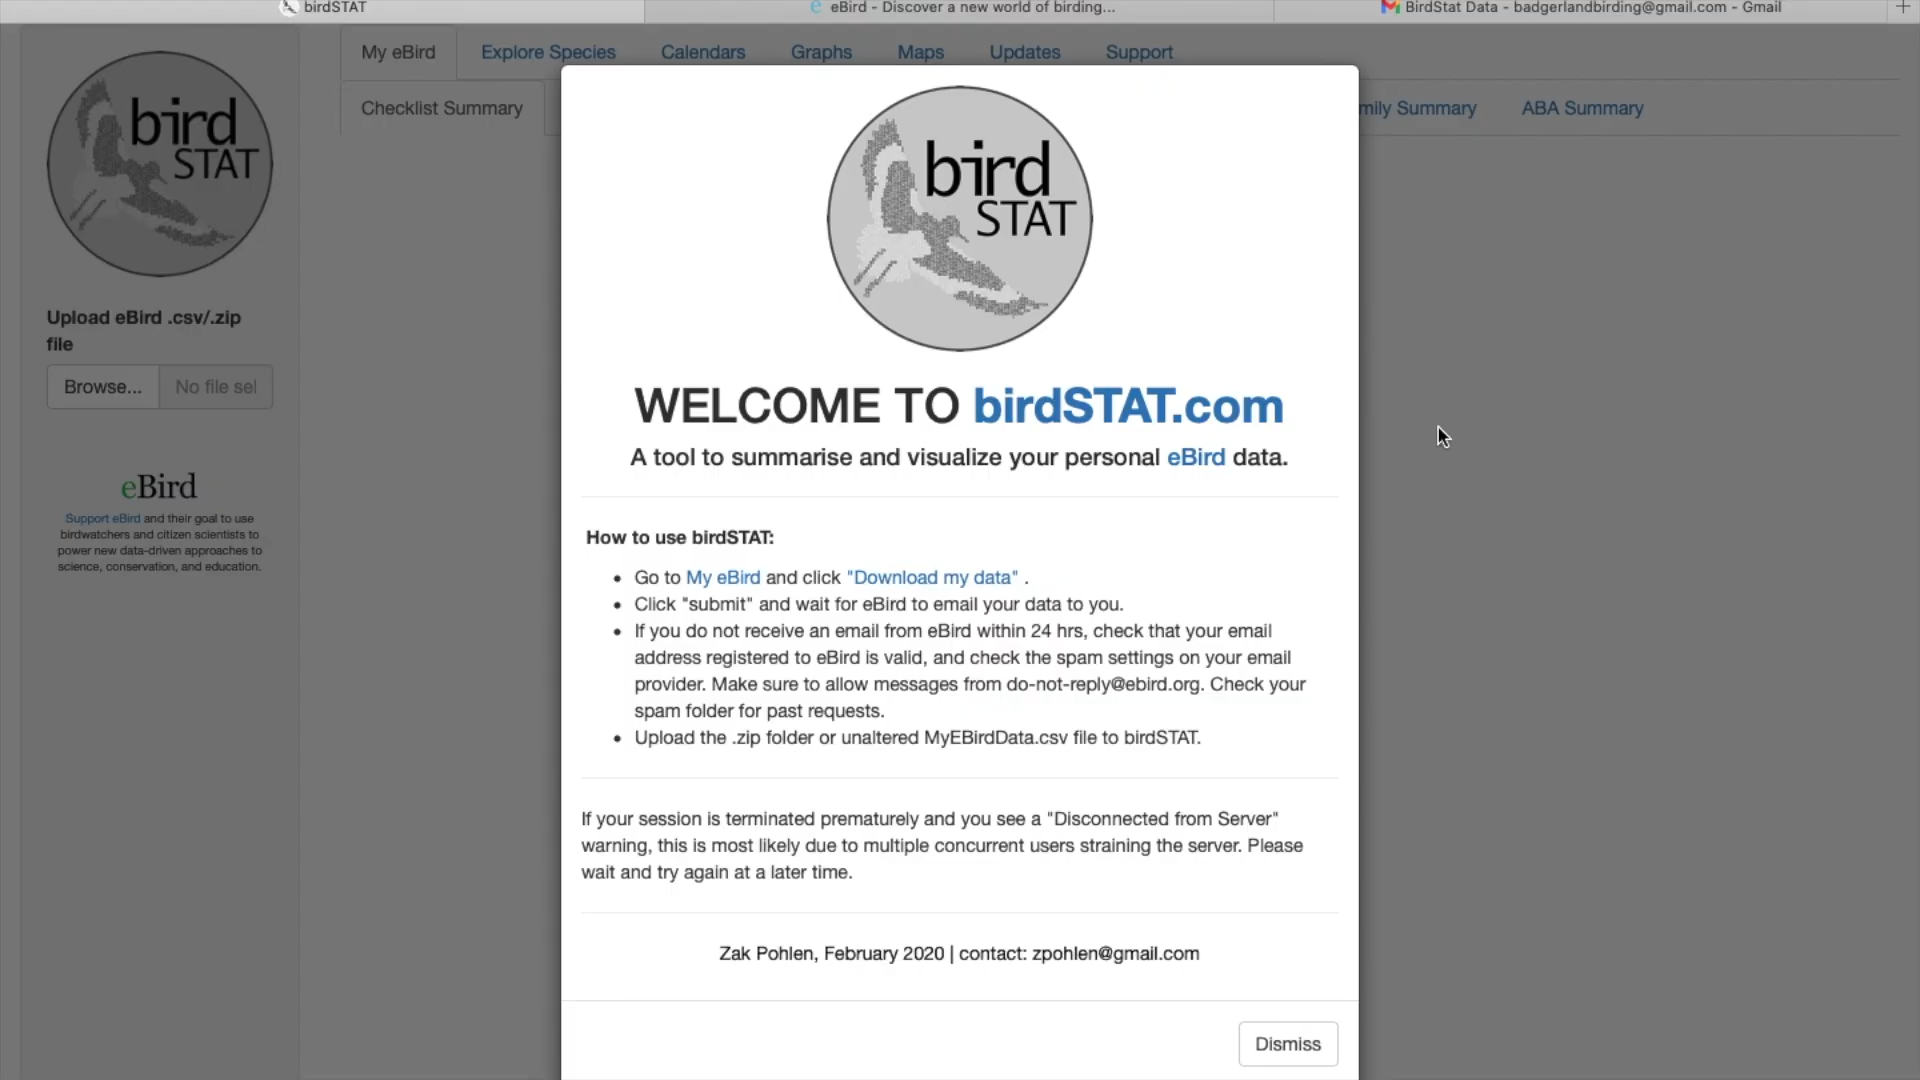 birdSTAT
eBird - Discover a new world of birding...
BirdStat Data - badgerlandbirding@gmail.com - Gmail
My eBird
Explore Species
Calendars
Graphs
Maps
Updates
Support
Checklist Summary
mily Summary
ABA Summary
bird
STAT
Upload eBird .csv/.zip
file
Browse...
No file sel
eBird
Support eBird and their goal to use
birdwatchers and citizen scientists to
power new data-driven approaches to
science, conservation, and education.
bird
STAT
WELCOME TO birdSTAT.com
A tool to summarise and visualize your personal eBird data.
How to use birdSTAT:
• Go to My eBird and click "Download my data" .
• Click "submit" and wait for eBird to email your data to you.
• If you do not receive an email from eBird within 24 hrs, check that your email
address registered to eBird is valid, and check the spam settings on your email
provider. Make sure to allow messages from do-not-reply@ebird.org. Check your
spam folder for past requests.
• Upload the .zip folder or unaltered MyEBirdData.csv file to birdSTAT.
If your session is terminated prematurely and you see a "Disconnected from Server"
warning, this is most likely due to multiple concurrent users straining the server. Please
wait and try again at a later time.
Zak Pohlen, February 2020 | contact: zpohlen@gmail.com
Dismiss